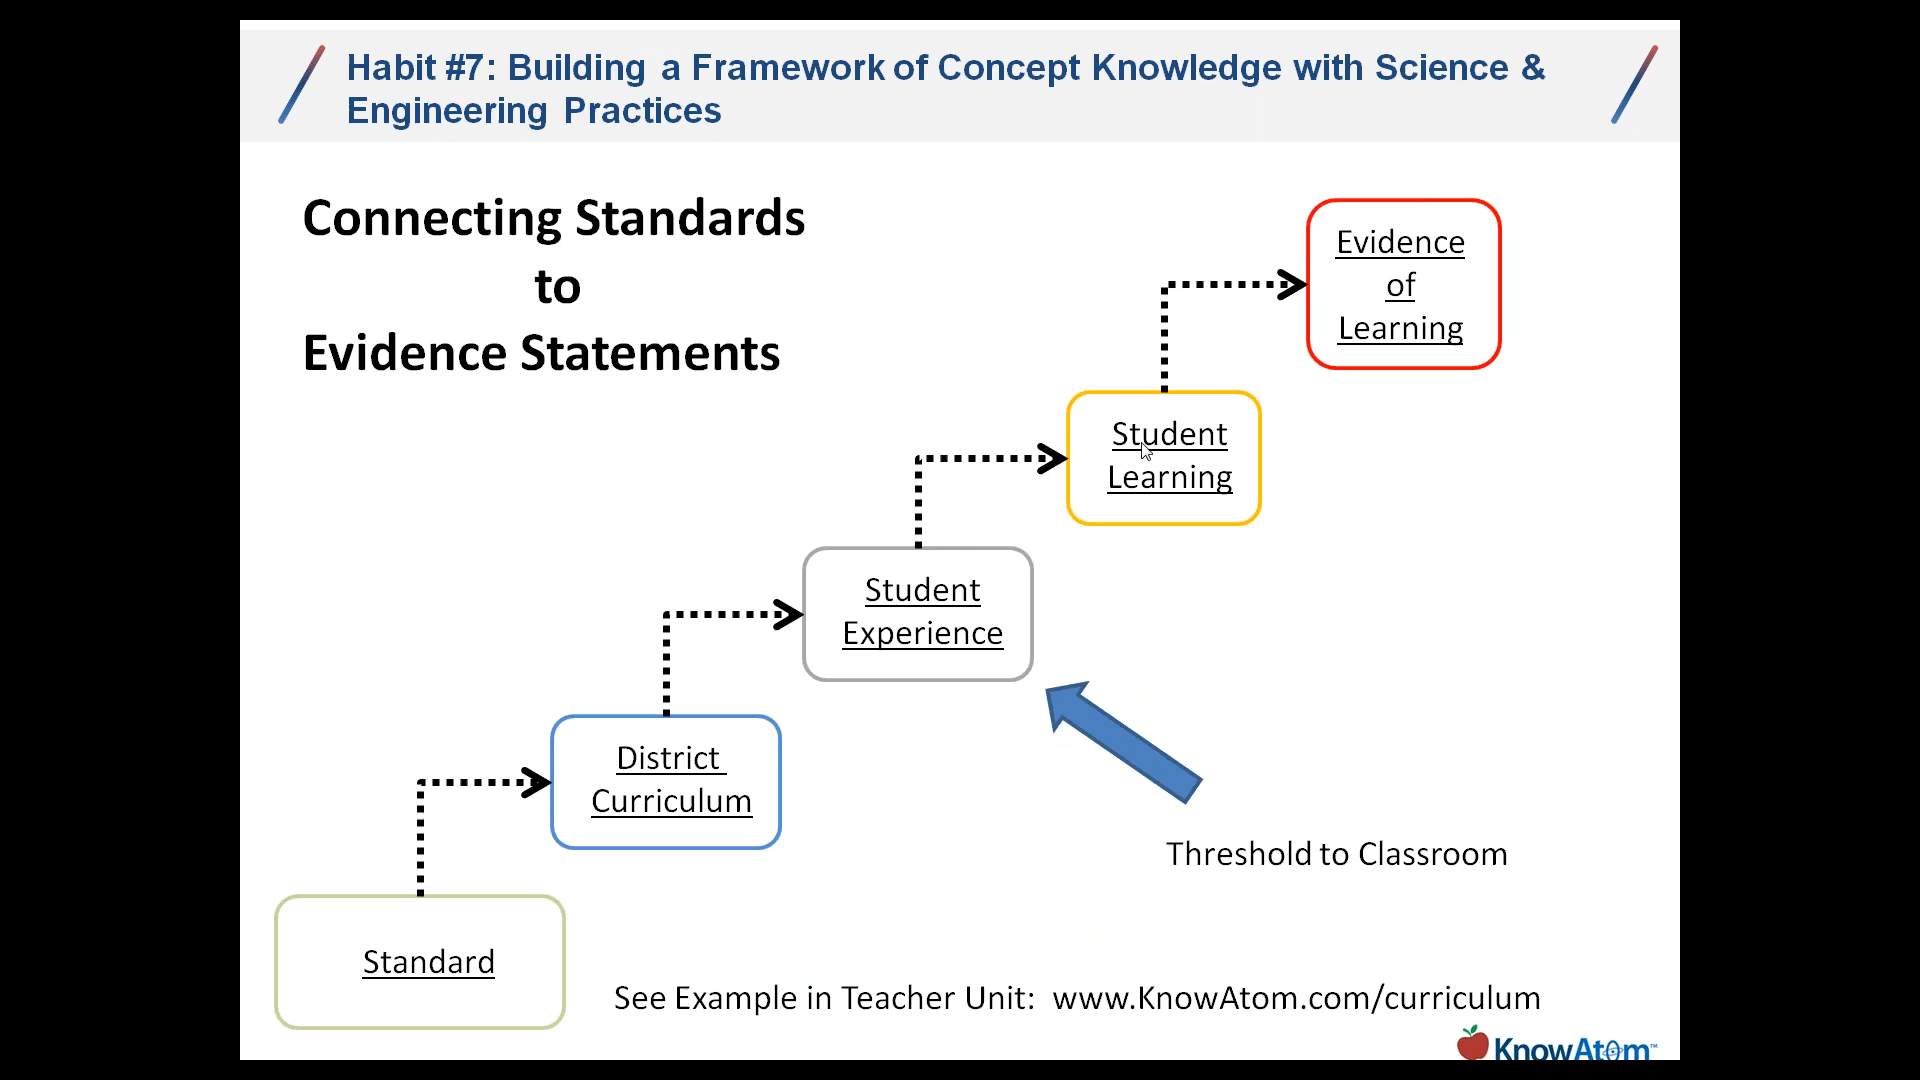 Habit #7: Building a Framework of Concept Knowledge with Science &
Engineering Practices
Connecting Standards
to
Evidence Statements
Evidence
of
Learning
Student
Learning
Student
Experience
District
Curriculum
Threshold to Classroom
Standard
See Example in Teacher Unit: www.KnowAtom.com/curriculum
KnowAtom™